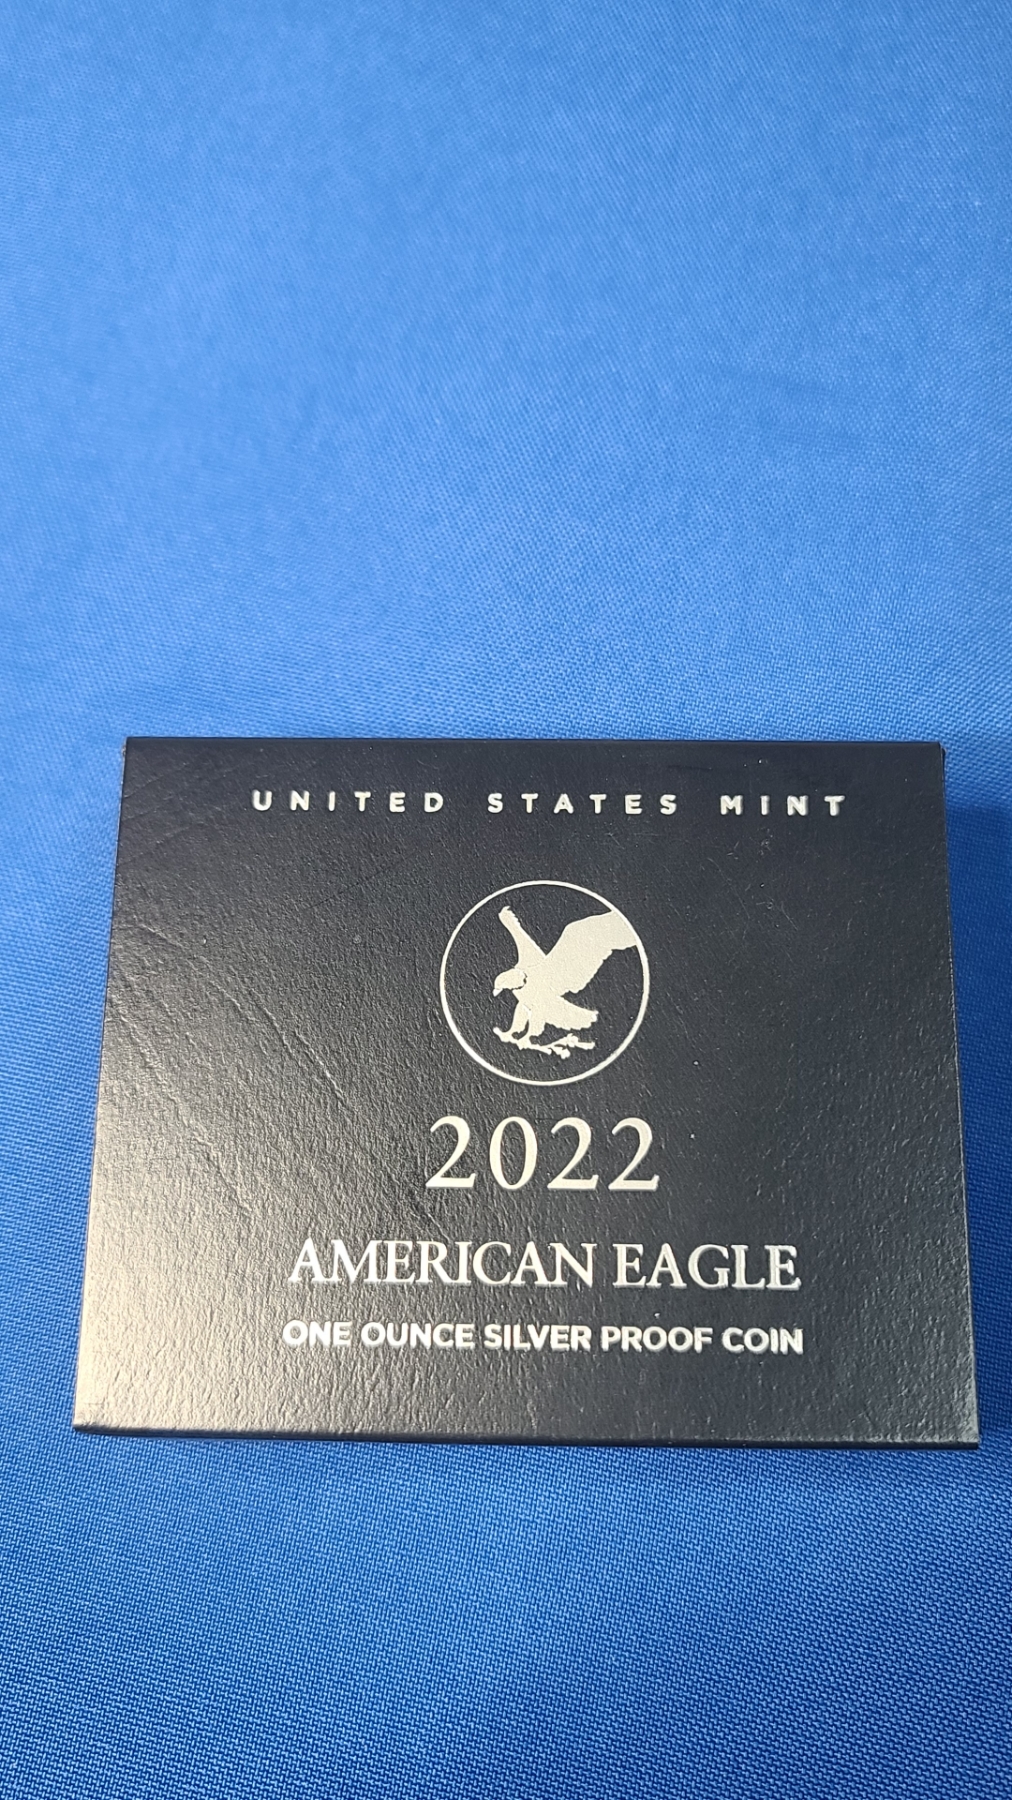 UNITED STATES MINT
2022
AMERICAN EAGLE
ONE OUNCE SILVER PROOF COIN